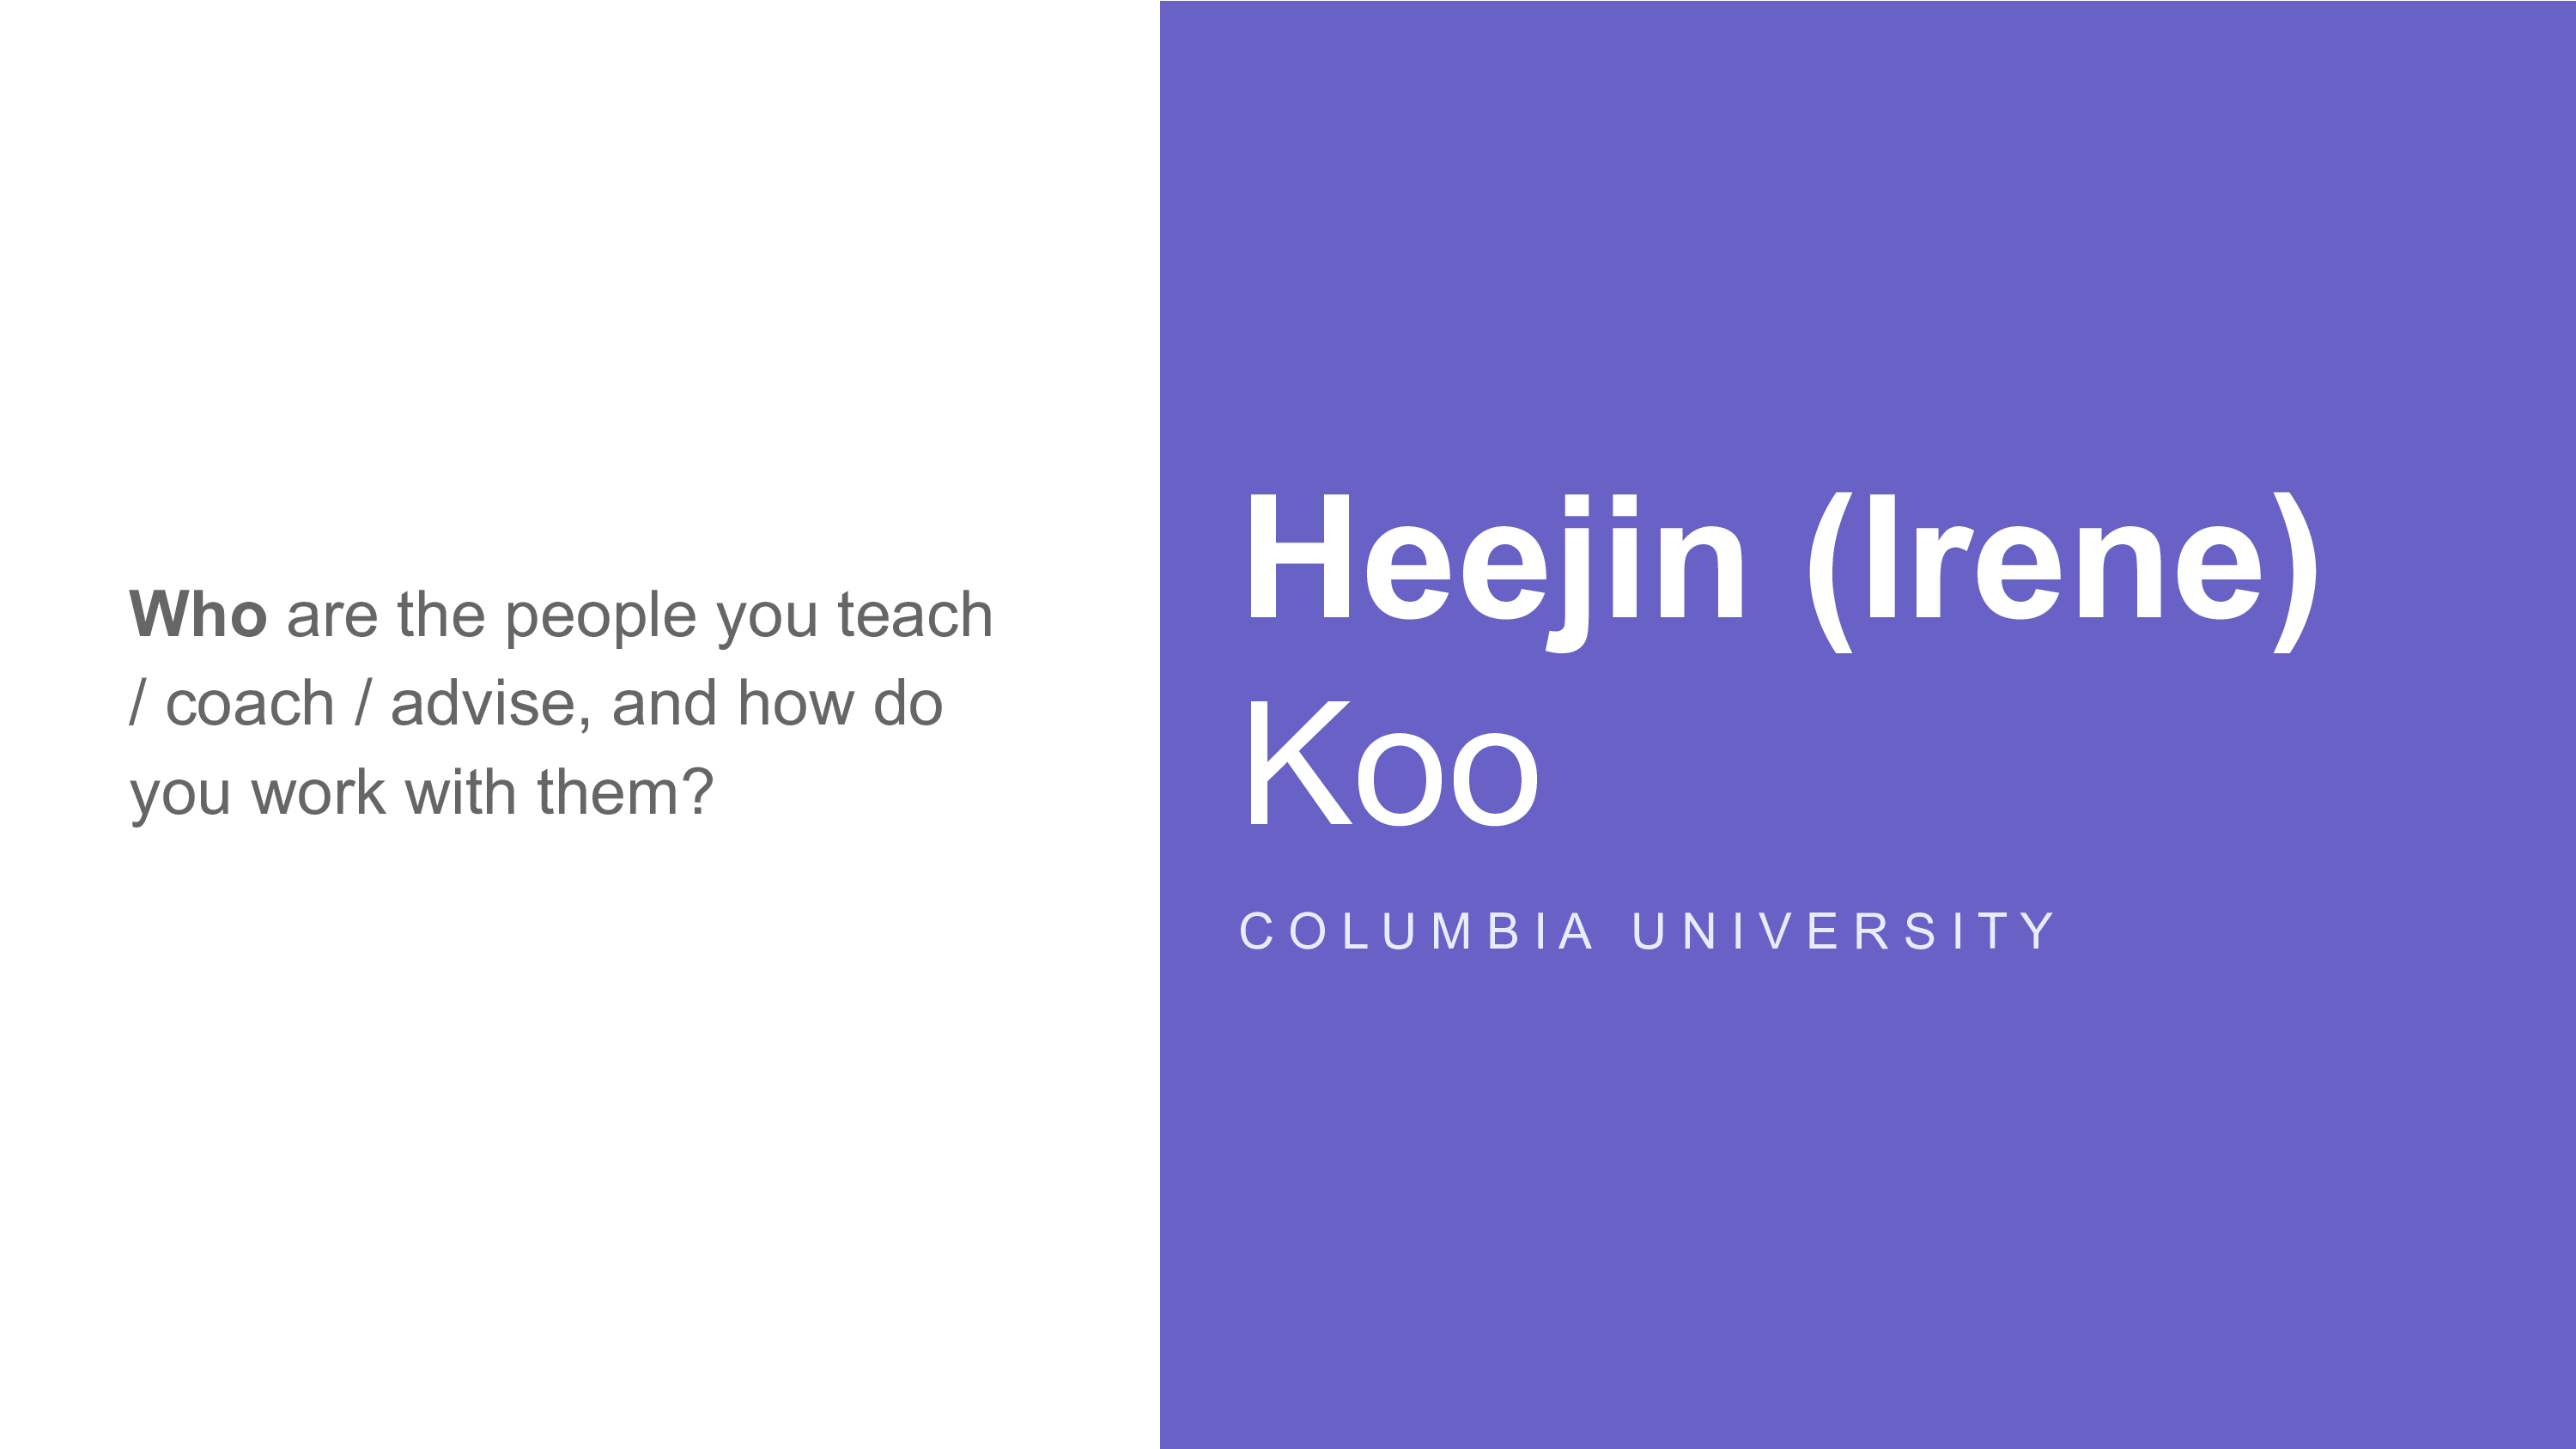 Who are the people you teach
/ coach / advise, and how do
you work with them?
Heejin (Irene)
Koo
COLUMBIA UNIVERSITY